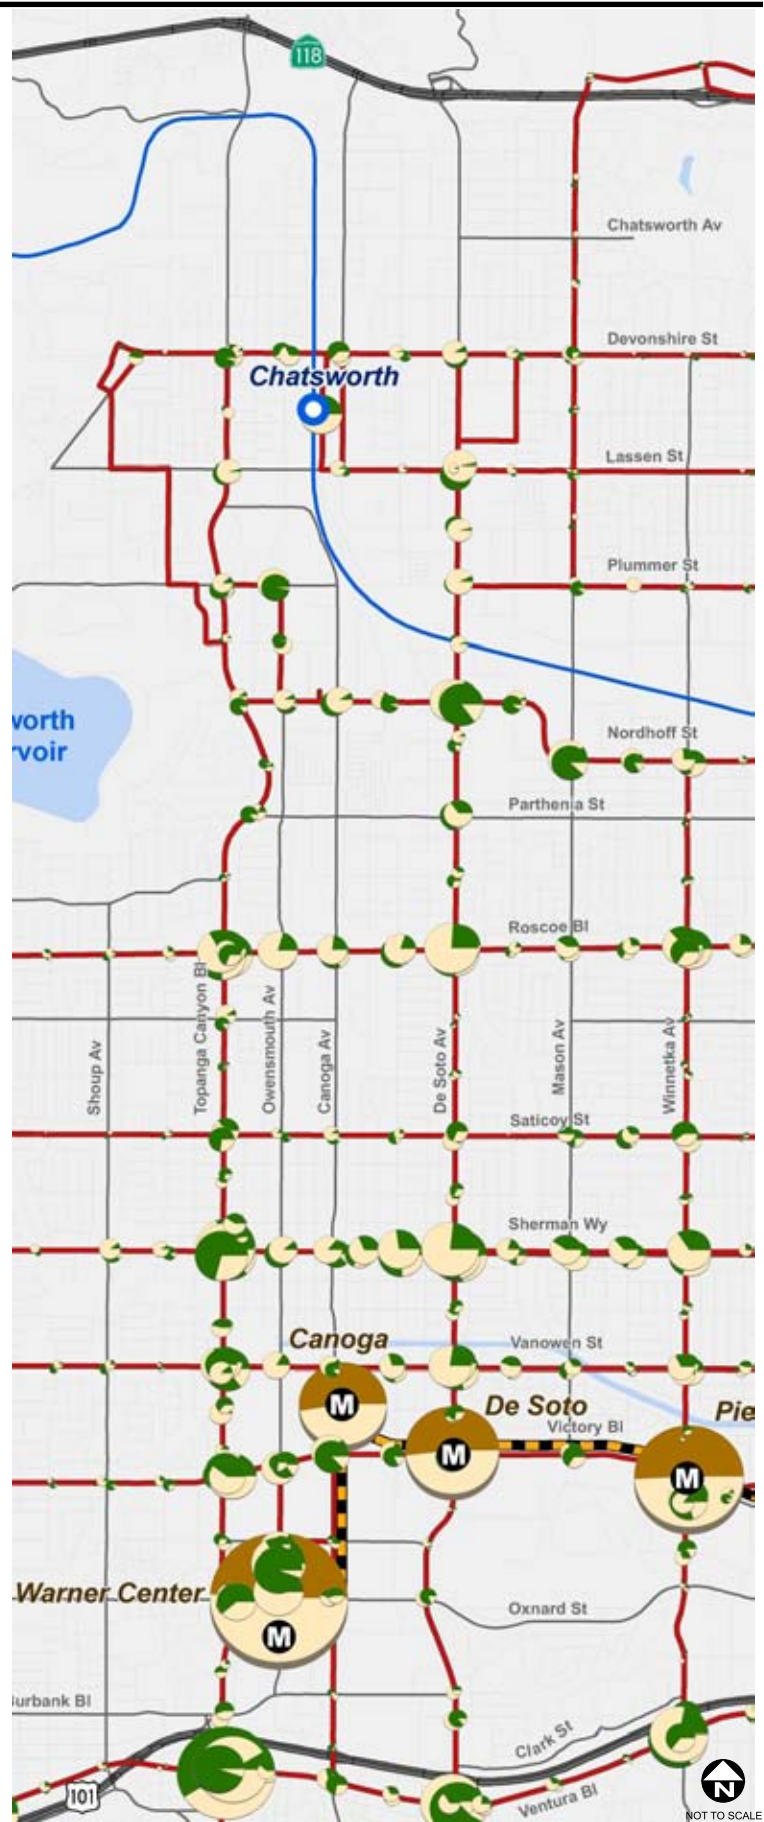 118
Chatsworth Av
Devonshire St
Chatsworth
Lassen St
Plummer St
worth
rvoir
Nordhoff St
Parthenia St
Roscoe Bl
Shoup Av
Topanga Canyon Bl
Owensmouth Av
Canoga Av
De Soto Av
Mason Av
Winnetka Av
Saticoy St
Sherman Wy
Canoga
Vanowen St
M
De Soto
Pie
Victory Bl
M
M
Warner Center
Oxnard St
M
urbank Bl
Clark St
101
Ventura Bl
N
NOT TO SCALE